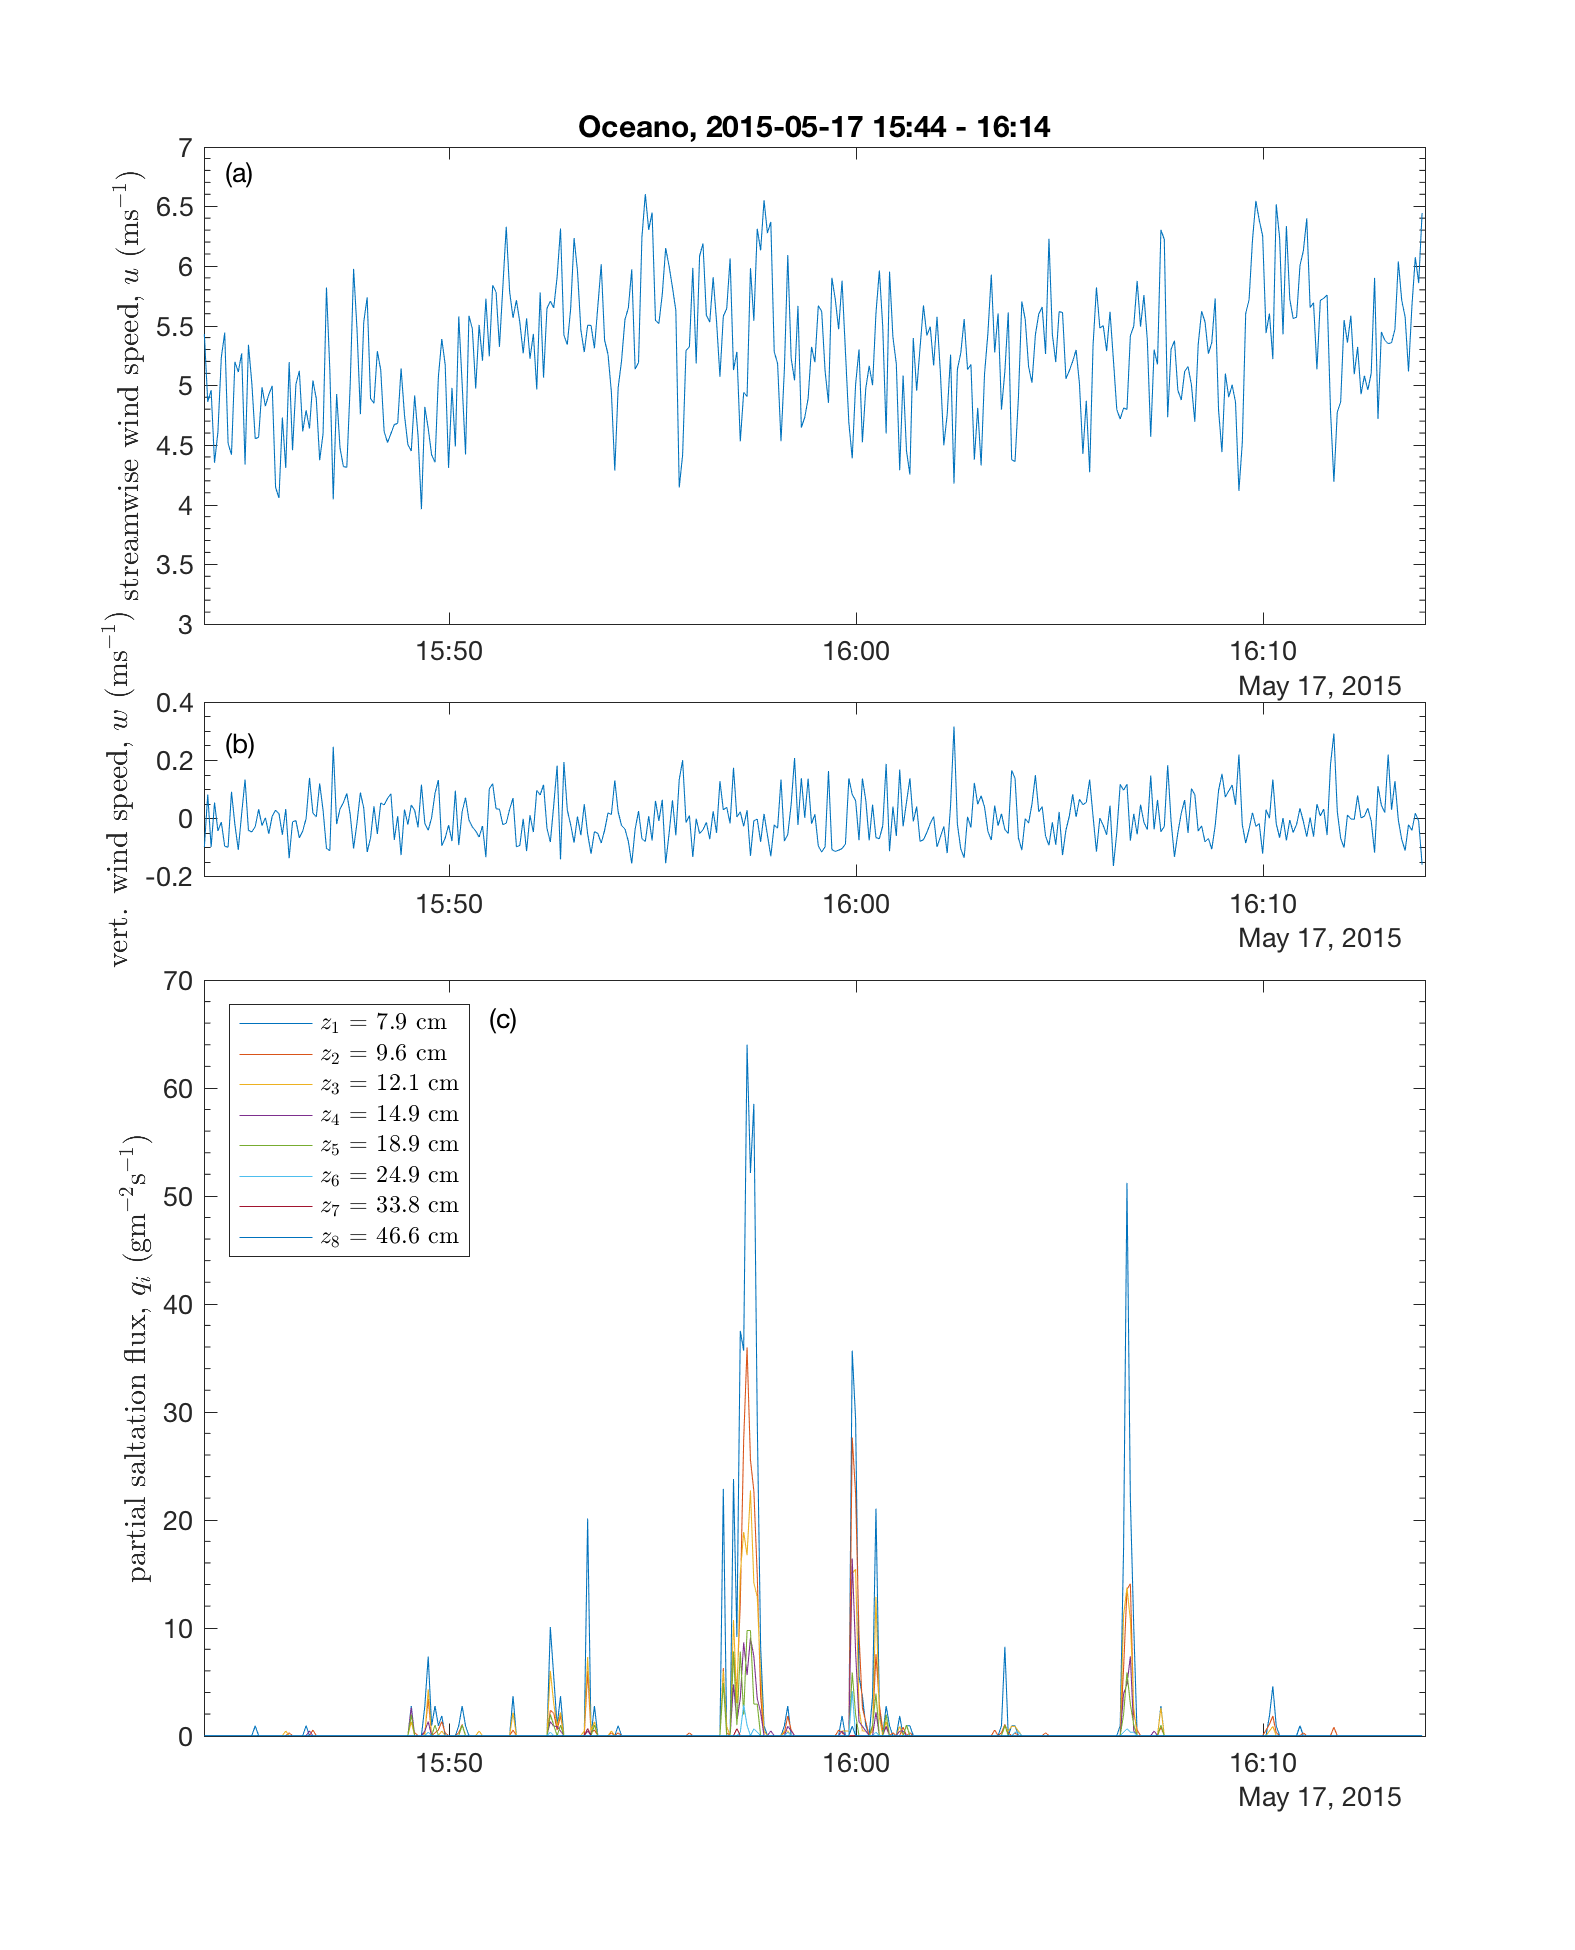 Oceano, 2015-05-17 15:44 - 16:14
(a)
streamwise wind speed, u (ms⁻¹)
7
6.5
6
5.5
5
4.5
4
3.5
3
15:50 16:00 16:10
May 17, 2015
(b)
vert. wind speed, w (ms⁻¹)
0.4
0.2
0
-0.2
15:50 16:00 16:10
May 17, 2015
(c)
partial saltation flux, qᵢ (gm⁻²s⁻¹)
70
60
50
40
30
20
10
0
z₁ = 7.9 cm
z₂ = 9.6 cm
z₃ = 12.1 cm
z₄ = 14.9 cm
z₅ = 18.9 cm
z₆ = 24.9 cm
z₇ = 33.8 cm
z₈ = 46.6 cm
15:50 16:00 16:10
May 17, 2015